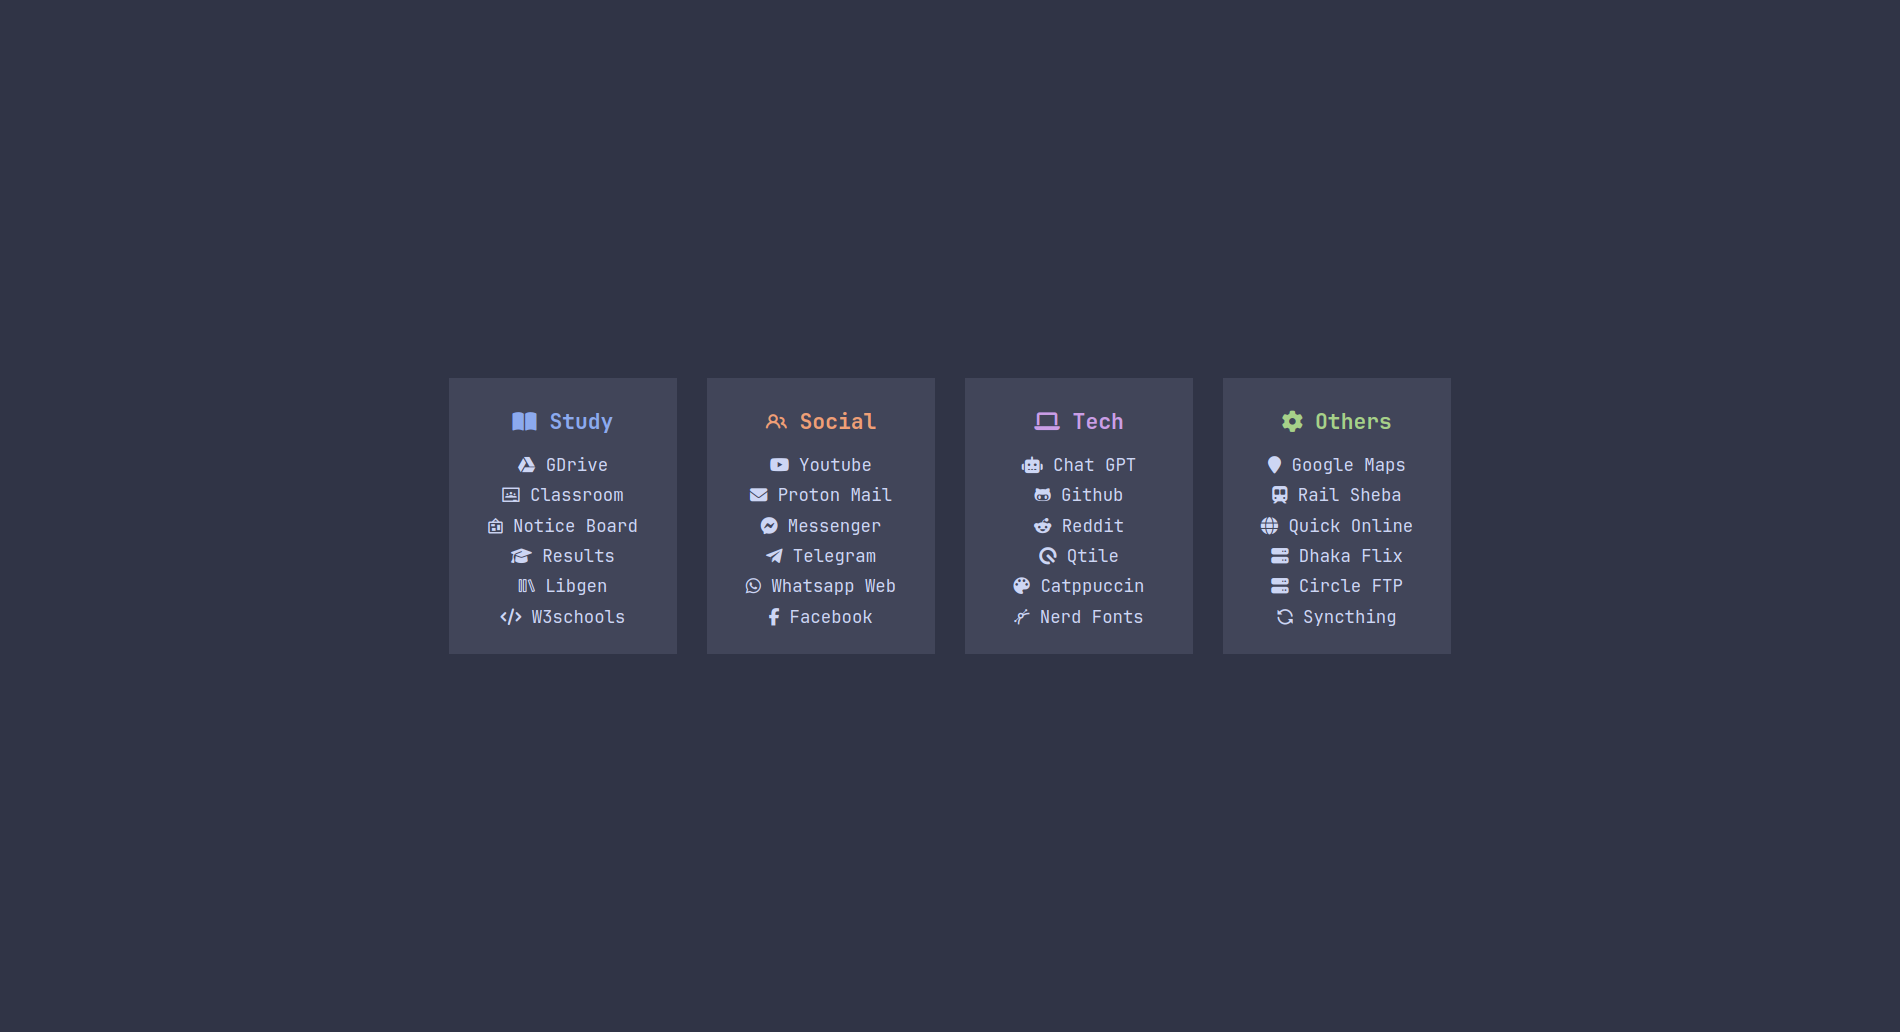 Study
GDrive
Classroom
Notice Board
Results
Libgen
W3schools
Social
Youtube
Proton Mail
Messenger
Telegram
Whatsapp Web
Facebook
Tech
Chat GPT
Github
Reddit
Qtile
Catppuccin
Nerd Fonts
Others
Google Maps
Rail Sheba
Quick Online
Dhaka Flix
Circle FTP
Syncthing